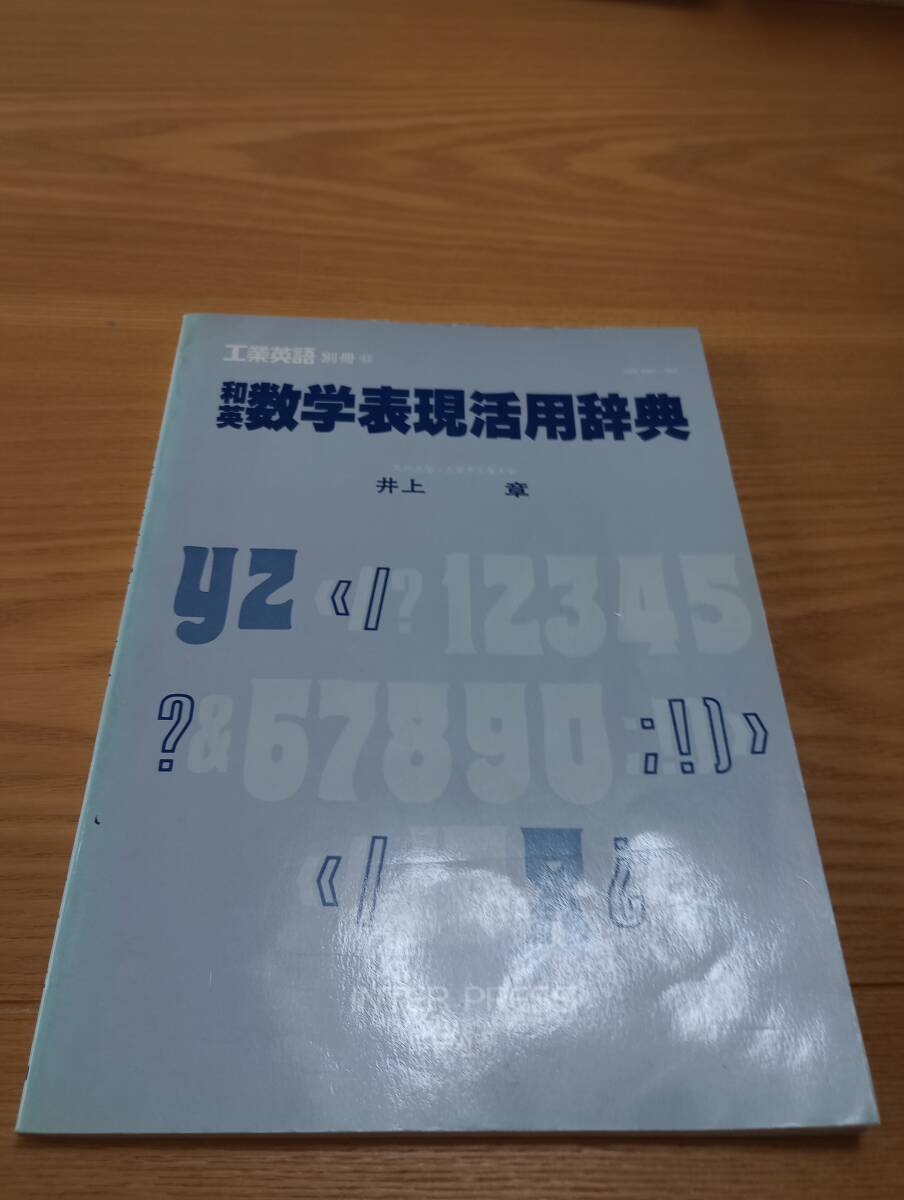 工業英語 別冊
和英 数学表現活用辞典
井上 章
yz «/ «/? 12345
? &67890 ;!)»
«/ ¿
INTER PRESS